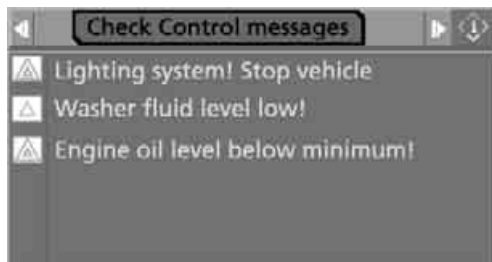 Check Control messages
Lighting system! Stop vehicle
Washer fluid level low!
Engine oil level below minimum!